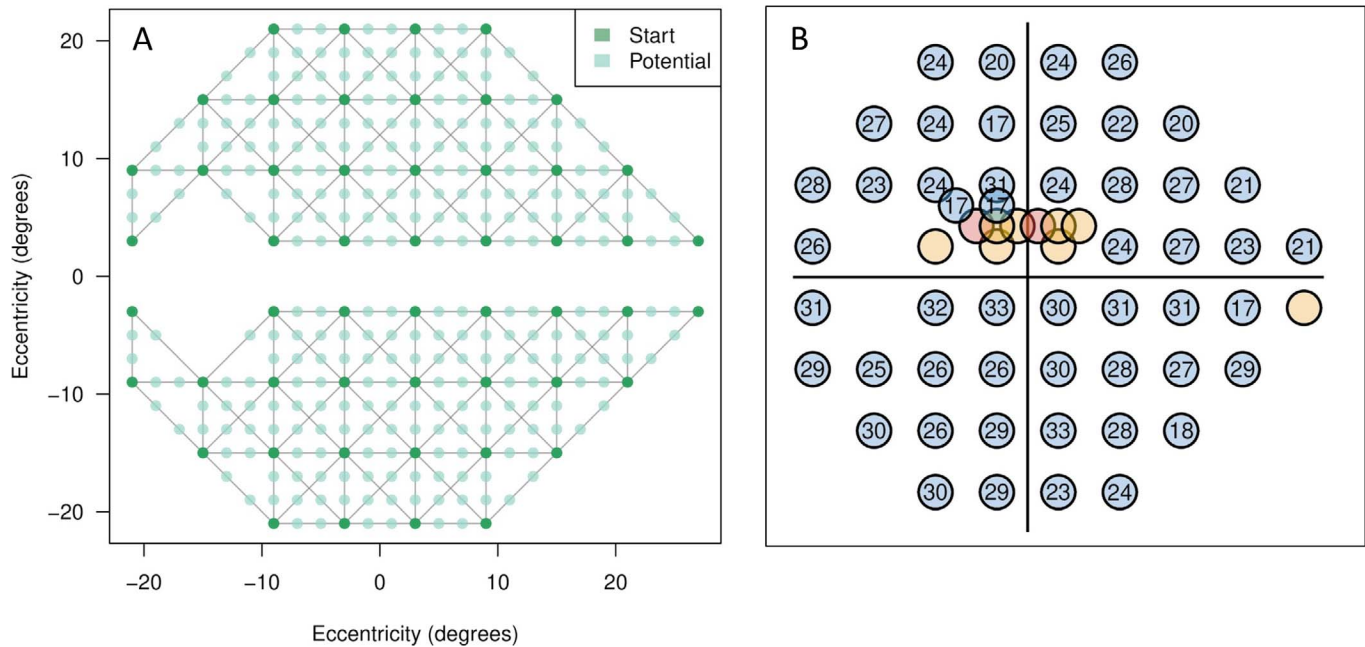 A
Start
Potential
20
10
0
−10
−20
Eccentricity (degrees)
−20 −10 0 10 20
Eccentricity (degrees)
B
24 20 24 26
27 24 17 25 22 20
28 23 24 31 24 28 27 21
17 17
26 24 27 23 21
31 32 33 30 31 31 17
29 25 26 26 30 28 27 29
30 26 29 33 28 18
30 29 23 24